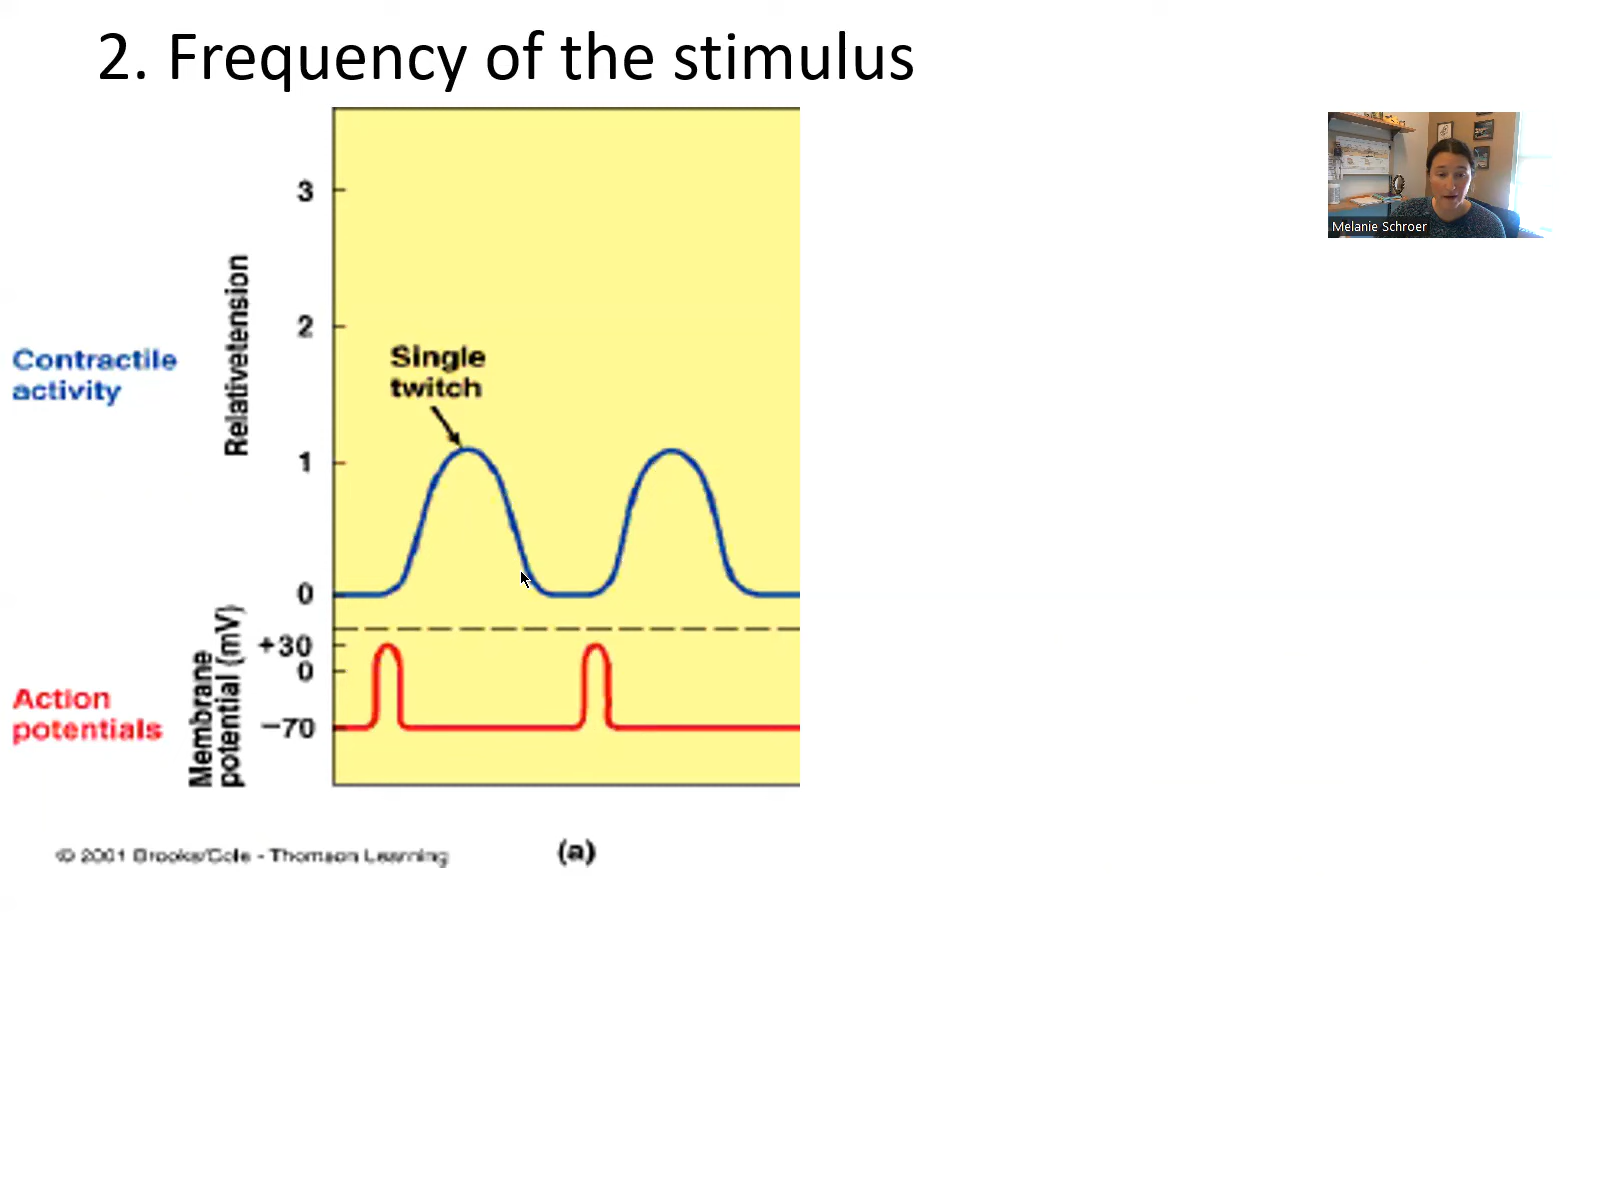 2. Frequency of the stimulus
Melanie Schroer
3
2
1
0
Relativetension
Contractile
activity
Single
twitch
+30
0
−70
Membrane
potential (mV)
Action
potentials
© 2001 Brooks/Cole - Thomson Learning
(a)